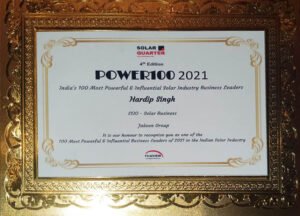 SOLAR
QUARTER
4th Edition
POWER100 2021
India's 100 Most Powerful & Influential Solar Industry Business Leaders
Hardip Singh
Solar Business
Jakson Group
It is our honour to recognize you as one of the
100 Most Powerful & Influential Business Leaders of 2021 in the Indian Solar Industry